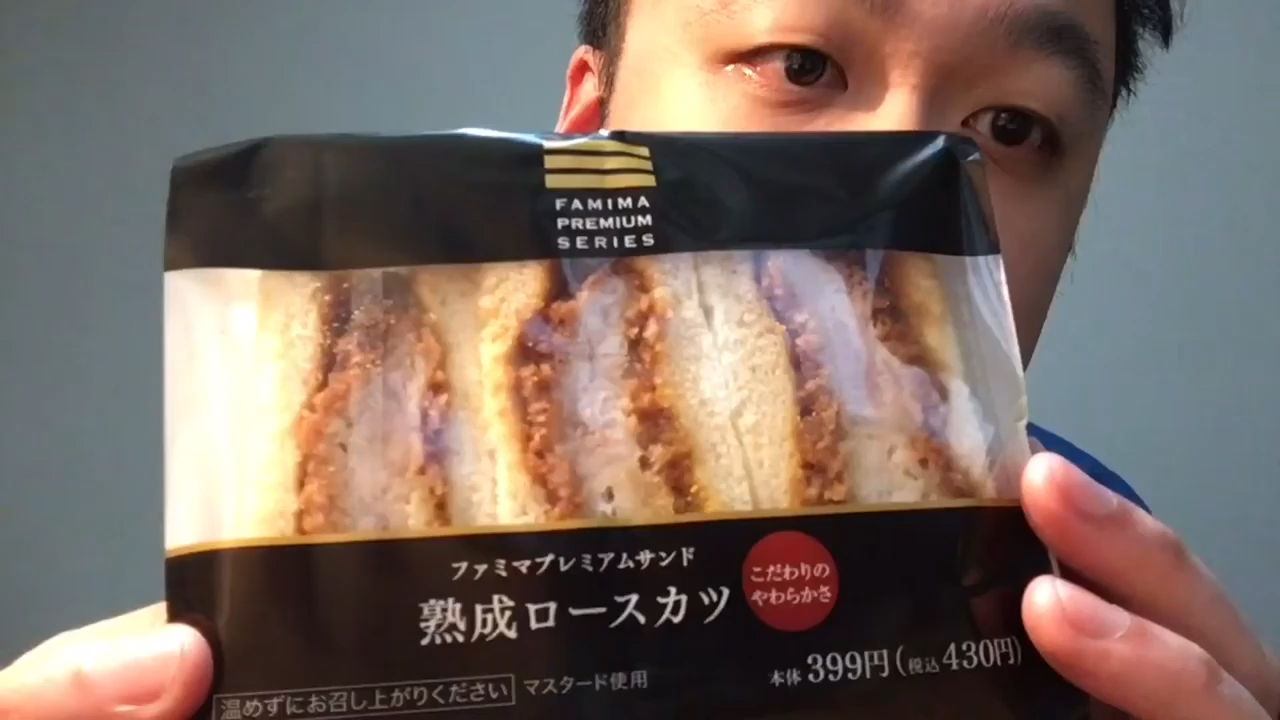 FAMIMA
PREMIUM
SERIES
ファミマプレミアムサンド
熟成ロースカツ
こだわりの
やわらかさ
本体399円(税込430円)
温めずにお召し上がりください マスタード使用